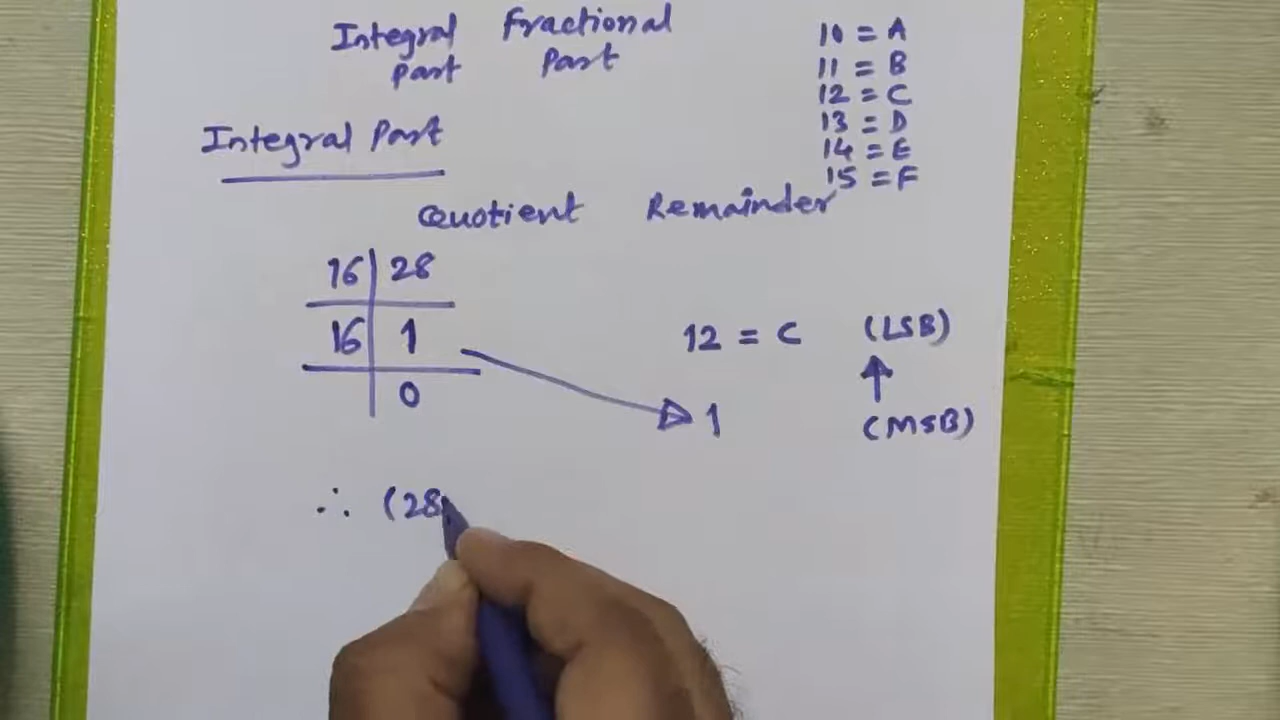 Integral Fractional
Part Part
10 = A
11 = B
12 = C
13 = D
14 = E
15 = F
Integral Part
Quotient Remainder
16 28
16 1 12 = C (LSB)
↑
0 1 (MSB)
∴ (28